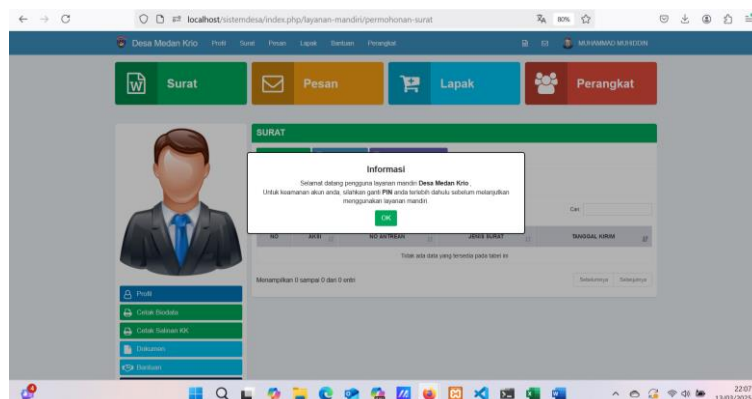 localhost/sistemdesa/index.php/layanan-mandiri/permohonan-surat
80%
Desa Medan Krio Profil Surat Pesan Lapak Bantuan Perangkat MUHAMMAD MUHIDDIN
Surat Pesan Lapak Perangkat
SURAT
Informasi
Selamat datang pengguna layanan mandiri Desa Medan Krio ,
Untuk keamanan akun anda, silahkan ganti PIN anda terlebih dahulu sebelum melanjutkan
menggunakan layanan mandiri.
OK
Cari
NO AKSI NO ANTREAN JENIS SURAT TANGGAL KIRIM
Tidak ada data yang tersedia pada tabel ini
Menampilkan 0 sampai 0 dari 0 entri
Sebelumnya Selanjutnya
Profil
Cetak Biodata
Cetak Salinan KK
Dokumen
Bantuan
22:07